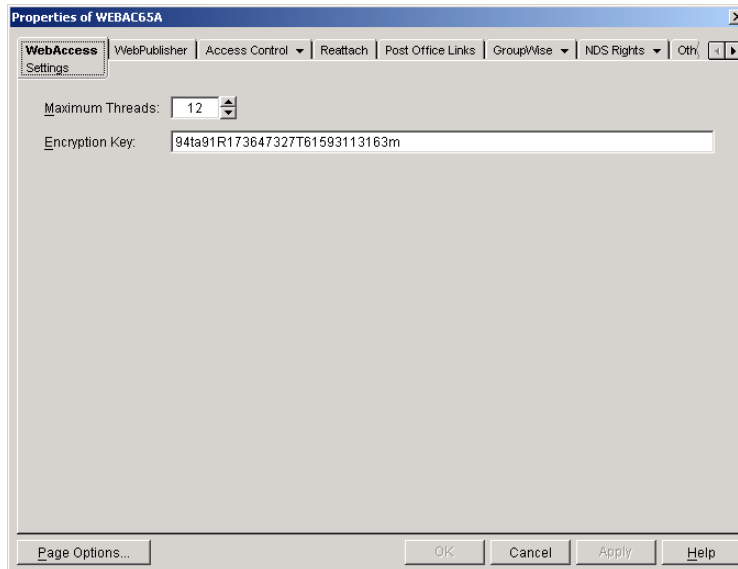 Properties of WEBAC65A
WebAccess WebPublisher Access Control Reattach Post Office Links GroupWise NDS Rights Oth
Settings
Maximum Threads: 12
Encryption Key: 94ta91R173647327T61593113163m
Page Options... OK Cancel Apply Help